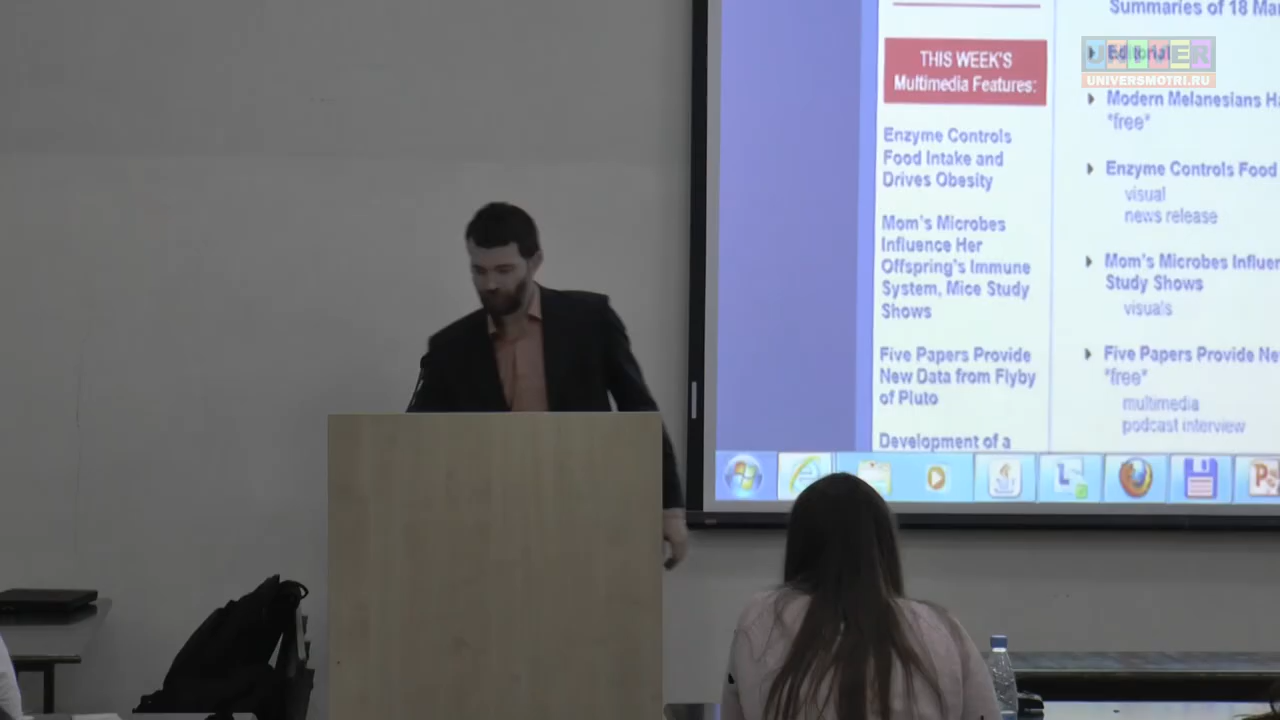 Summaries of 18 Mar
THIS WEEK'S
Multimedia Features:
Enzyme Controls
Food Intake and
Drives Obesity
Mom's Microbes
Influence Her
Offspring's Immune
System, Mice Study
Shows
Five Papers Provide
New Data from Flyby
of Pluto
Development of a
UNIVER
UNIVERSMOTRI.RU
Editorial
Modern Melanesians Ha
*free*
Enzyme Controls Food
visual
news release
Mom's Microbes Influen
Study Shows
visuals
Five Papers Provide Ne
*free*
multimedia
podcast interview